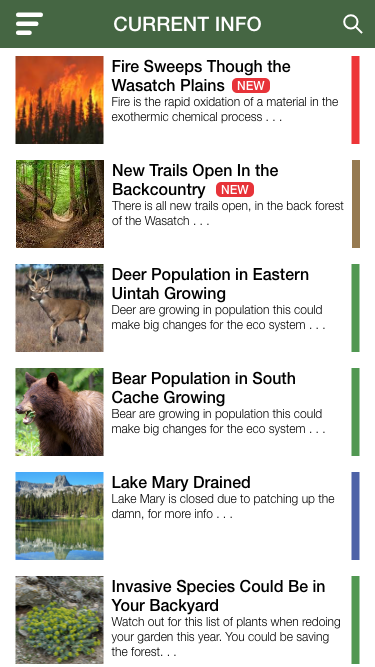 CURRENT INFO
Fire Sweeps Though the
Wasatch Plains NEW
Fire is the rapid oxidation of a material in the
exothermic chemical process . . .
New Trails Open In the
Backcountry NEW
There is all new trails open, in the back forest
of the Wasatch . . .
Deer Population in Eastern
Uintah Growing
Deer are growing in population this could
make big changes for the eco system . . .
Bear Population in South
Cache Growing
Bear are growing in population this could
make big changes for the eco system . . .
Lake Mary Drained
Lake Mary is closed due to patching up the
damn, for more info . . .
Invasive Species Could Be in
Your Backyard
Watch out for this list of plants when redoing
your garden this year. You could be saving
the forest. . .